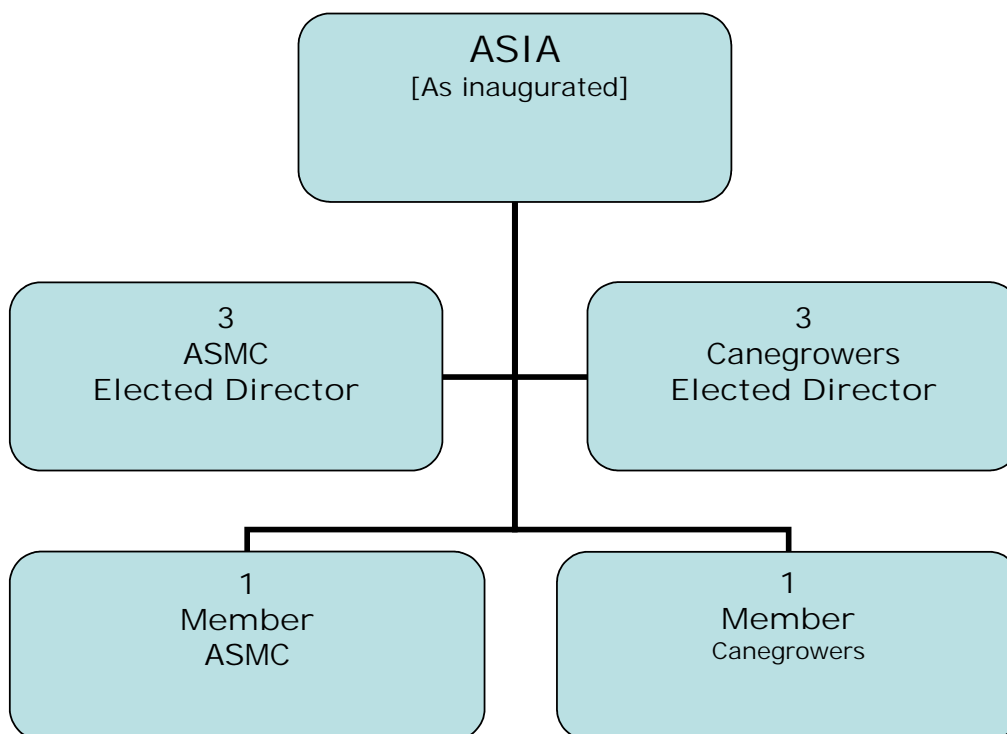 ASIA
[As inaugurated]
3
ASMC
Elected Director
3
Canegrowers
Elected Director
1
Member
ASMC
1
Member
Canegrowers